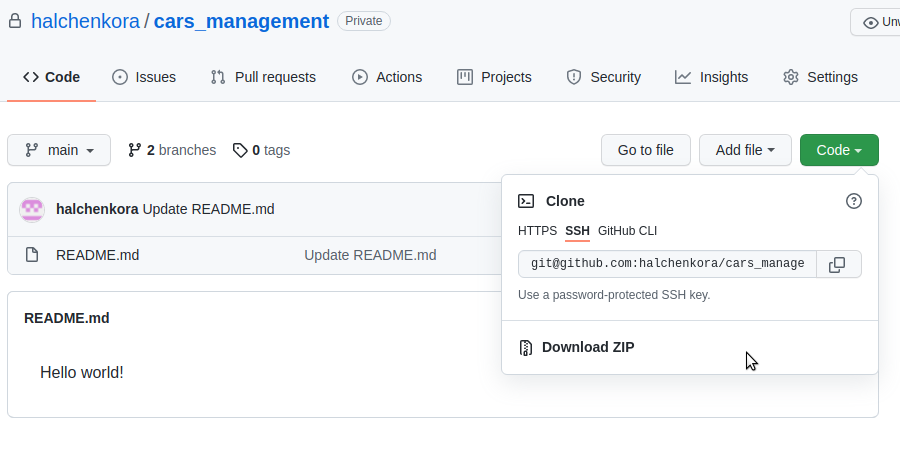 halchenkora / cars_management Private
Code Issues Pull requests Actions Projects Security Insights Settings
main 2 branches 0 tags Go to file Add file Code
halchenkora Update README.md
README.md Update README.md
Clone
HTTPS SSH GitHub CLI
git@github.com:halchenkora/cars_manage
Use a password-protected SSH key.
Download ZIP
README.md
Hello world!